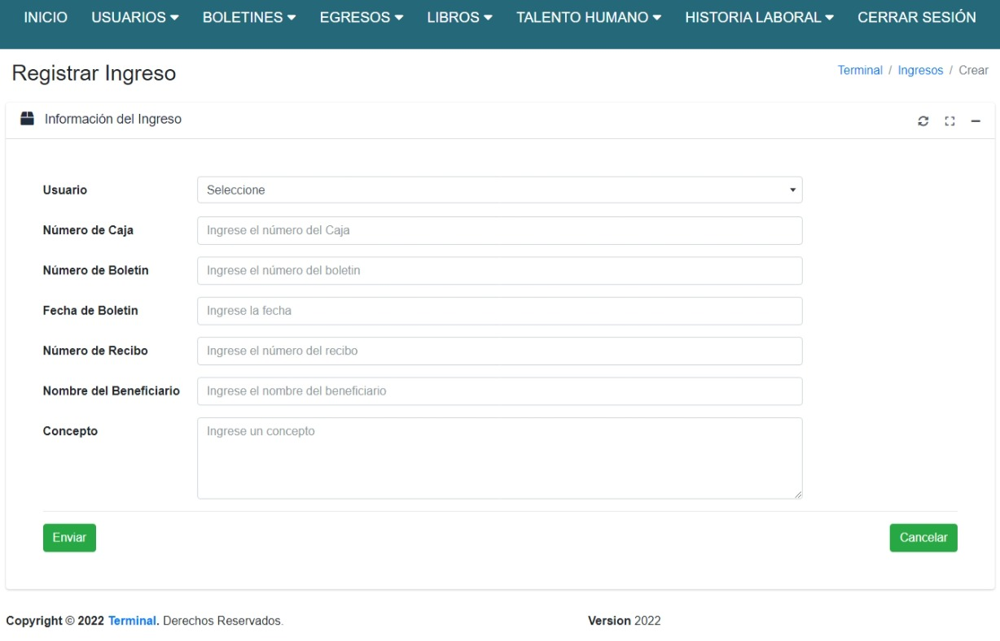 INICIO USUARIOS BOLETINES EGRESOS LIBROS TALENTO HUMANO HISTORIA LABORAL CERRAR SESIÓN
Registrar Ingreso
Terminal / Ingresos / Crear
Información del Ingreso
Usuario Seleccione
Número de Caja Ingrese el número del Caja
Número de Boletin Ingrese el número del boletin
Fecha de Boletin Ingrese la fecha
Número de Recibo Ingrese el número del recibo
Nombre del Beneficiario Ingrese el nombre del beneficiario
Concepto Ingrese un concepto
Enviar Cancelar
Copyright © 2022 Terminal. Derechos Reservados. Version 2022